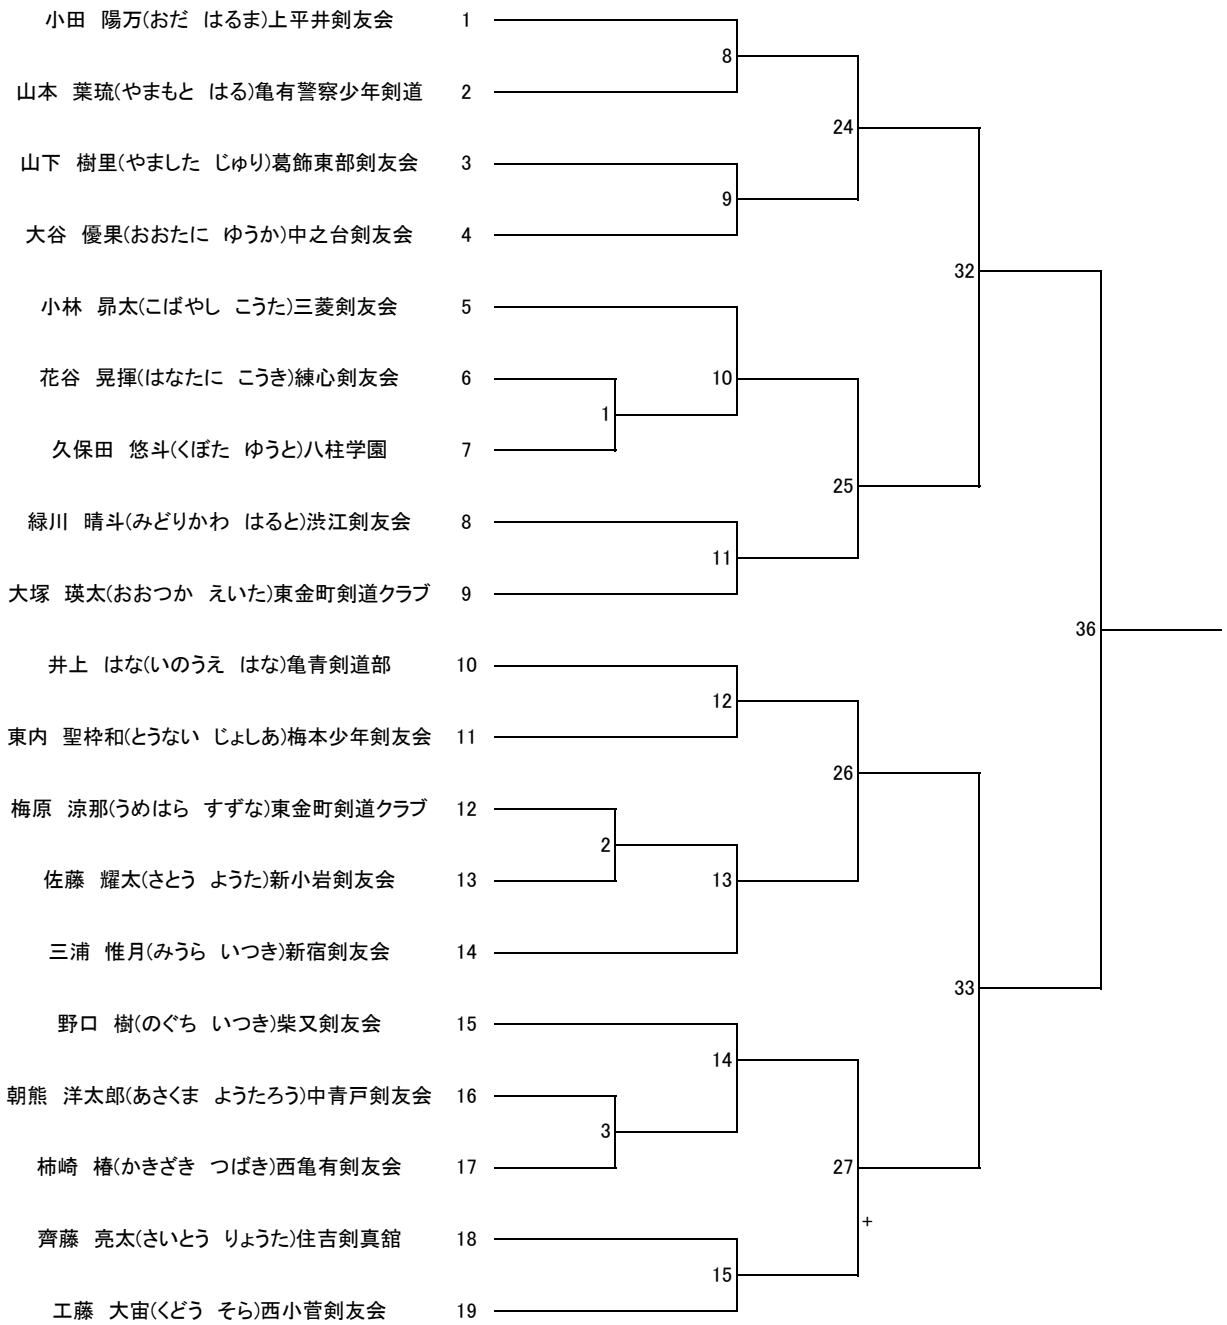 小田　陽万(おだ　はるま)上平井剣友会 1
8
山本　葉琉(やまもと　はる)亀有警察少年剣道 2
24
山下　樹里(やました　じゅり)葛飾東部剣友会 3
9
大谷　優果(おおたに　ゆうか)中之台剣友会 4
32
小林　昴太(こばやし　こうた)三菱剣友会 5
花谷　晃揮(はなたに　こうき)練心剣友会 6
10
1
久保田　悠斗(くぼた　ゆうと)八柱学園 7
25
緑川　晴斗(みどりかわ　はると)渋江剣友会 8
11
大塚　瑛太(おおつか　えいた)東金町剣道クラブ 9
36
井上　はな(いのうえ　はな)亀青剣道部 10
12
東内　聖枠和(とうない　じょしあ)梅本少年剣友会 11
26
梅原　涼那(うめはら　すずな)東金町剣道クラブ 12
2
佐藤　耀太(さとう　ようた)新小岩剣友会 13
13
三浦　惟月(みうら　いつき)新宿剣友会 14
33
野口　樹(のぐち　いつき)柴又剣友会 15
14
朝熊　洋太郎(あさくま　ようたろう)中青戸剣友会 16
3
柿崎　椿(かきざき　つばき)西亀有剣友会 17
27
+
齊藤　亮太(さいとう　りょうた)住吉剣真舘 18
15
工藤　大宙(くどう　そら)西小菅剣友会 19